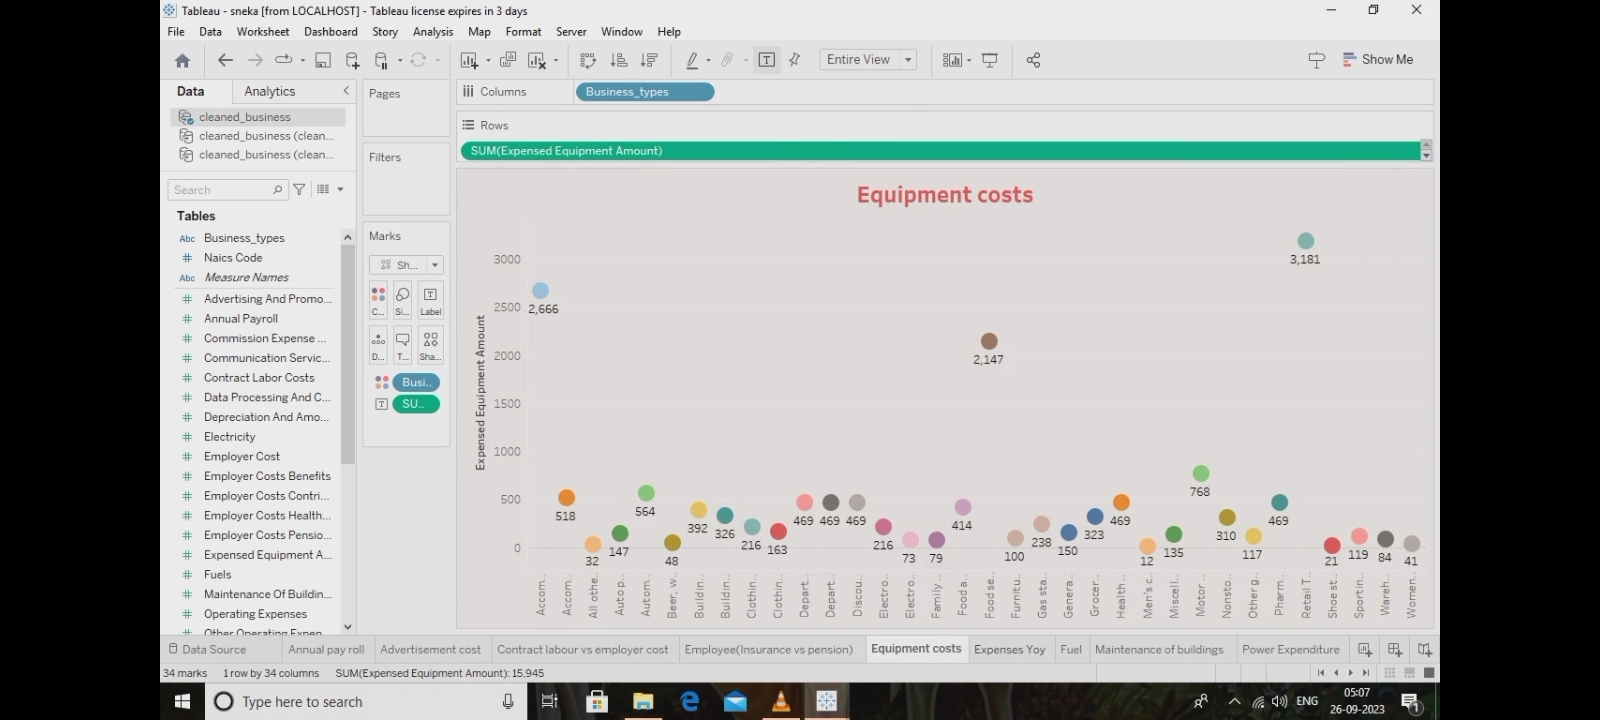 Tableau - sneka [from LOCALHOST] - Tableau license expires in 3 days
File Data Worksheet Dashboard Story Analysis Map Format Server Window Help
Entire View
Show Me
Data Analytics
cleaned_business
cleaned_business (clean...
cleaned_business (clean...
Search
Tables
Abc Business_types
# Naics Code
Abc Measure Names
# Advertising And Promo...
# Annual Payroll
# Commission Expense ...
# Communication Servic...
# Contract Labor Costs
# Data Processing And C...
# Depreciation And Amo...
# Electricity
# Employer Cost
# Employer Costs Benefits
# Employer Costs Contri...
# Employer Costs Health...
# Employer Costs Pensio...
# Expensed Equipment A...
# Fuels
# Maintenance Of Buildin...
# Operating Expenses
# Other Operating Expen
Pages
Filters
Marks
Sh...
C... Si... Label
D... T... Sha...
Busi..
SU..
Columns Business_types
Rows
SUM(Expensed Equipment Amount)
Equipment costs
Expensed Equipment Amount
3000
2500
2000
1500
1000
500
0
2,666
518
32
147
564
48
392
326
216
163
469
469
469
216
73
79
414
2,147
100
238
150
323
469
12
135
768
310
117
469
3,181
21
119
84
41
Accom..
Accom..
All othe..
Auto p..
Autom..
Beer, w..
Buildin..
Buildin..
Clothin..
Clothin..
Depart..
Depart..
Discou..
Electro..
Electro..
Family ..
Food a..
Food se..
Furnitu..
Gas sta..
Genera..
Grocer..
Health ..
Men's c..
Miscell..
Motor ..
Nonsto..
Other g..
Pharm..
Retail T..
Shoe st..
Sportin..
Wareh..
Women..
Data Source Annual pay roll Advertisement cost Contract labour vs employer cost Employee(Insurance vs pension) Equipment costs Expenses Yoy Fuel Maintenance of buildings Power Expenditure
34 marks 1 row by 34 columns SUM(Expensed Equipment Amount): 15,945
Type here to search
ENG
05:07
26-09-2023
1